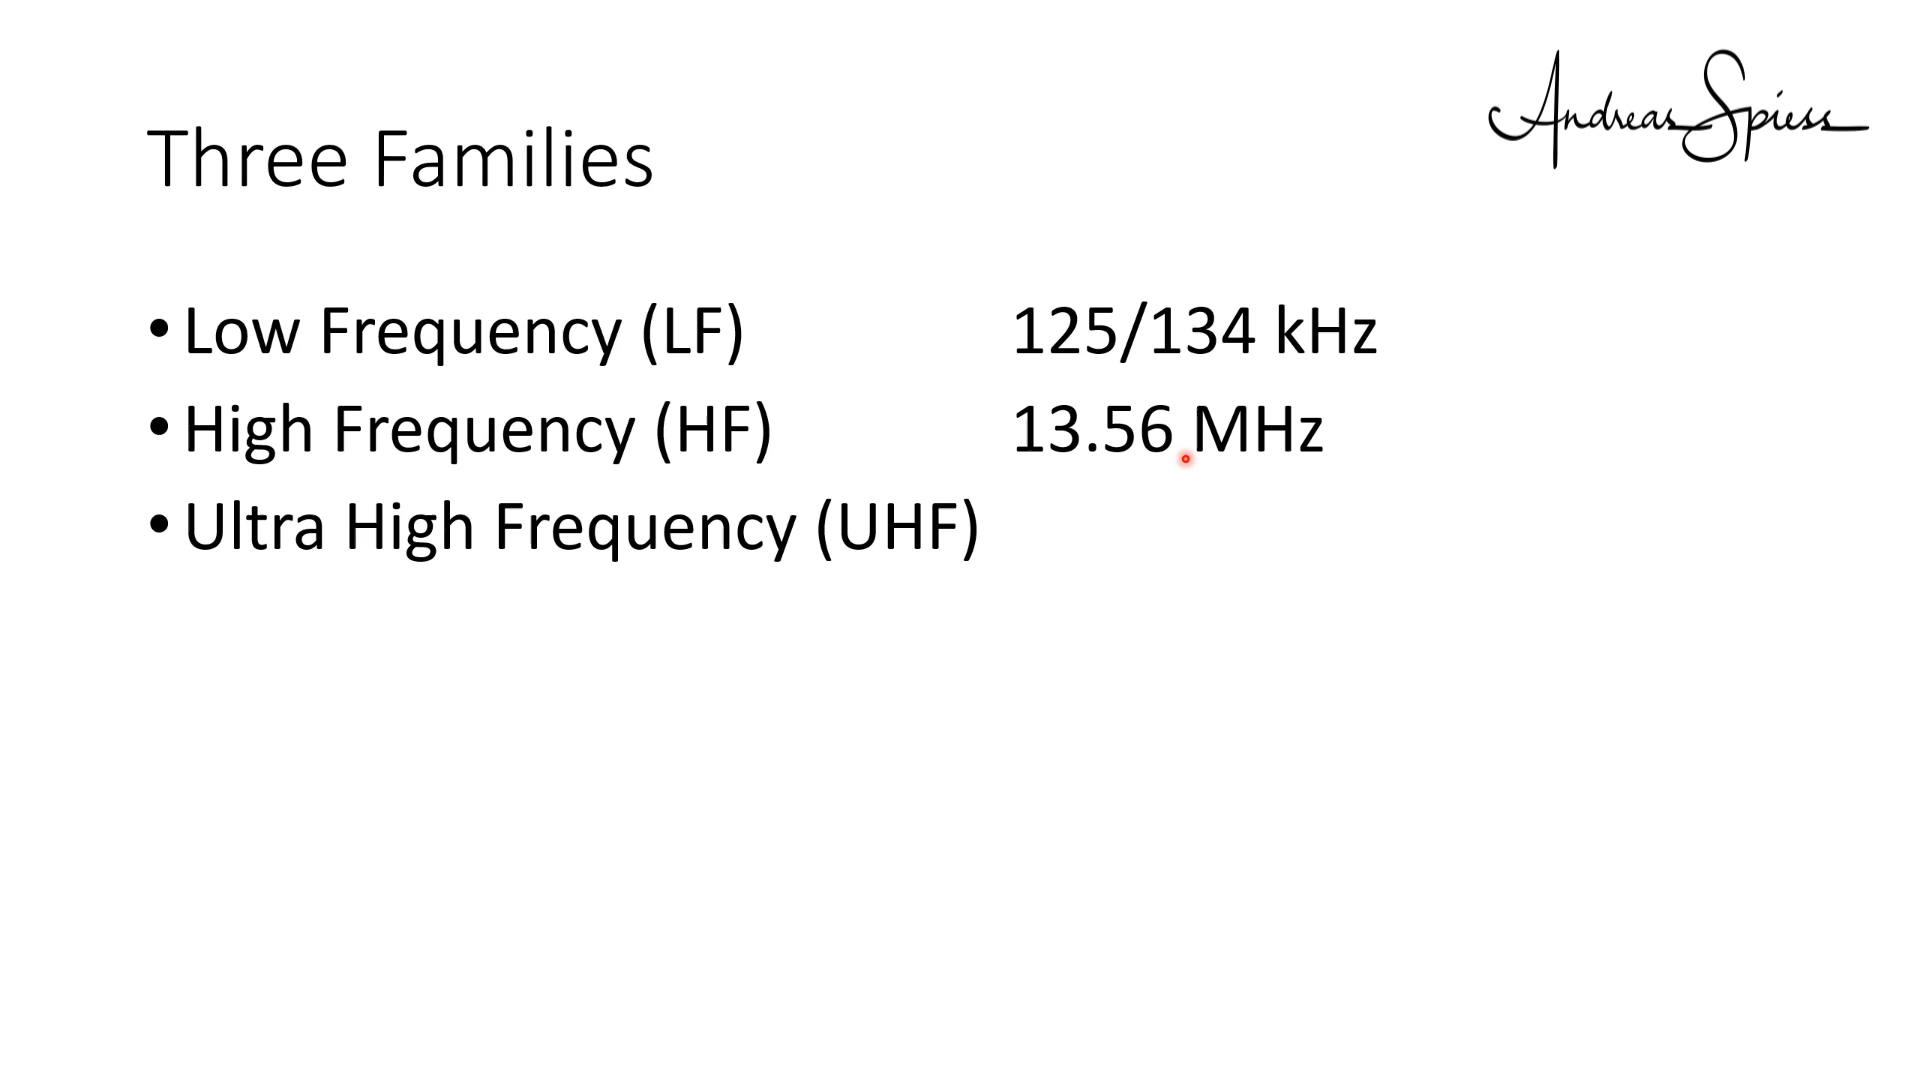 Andreas Spiess
Three Families
• Low Frequency (LF) 125/134 kHz
• High Frequency (HF) 13.56 MHz
• Ultra High Frequency (UHF)